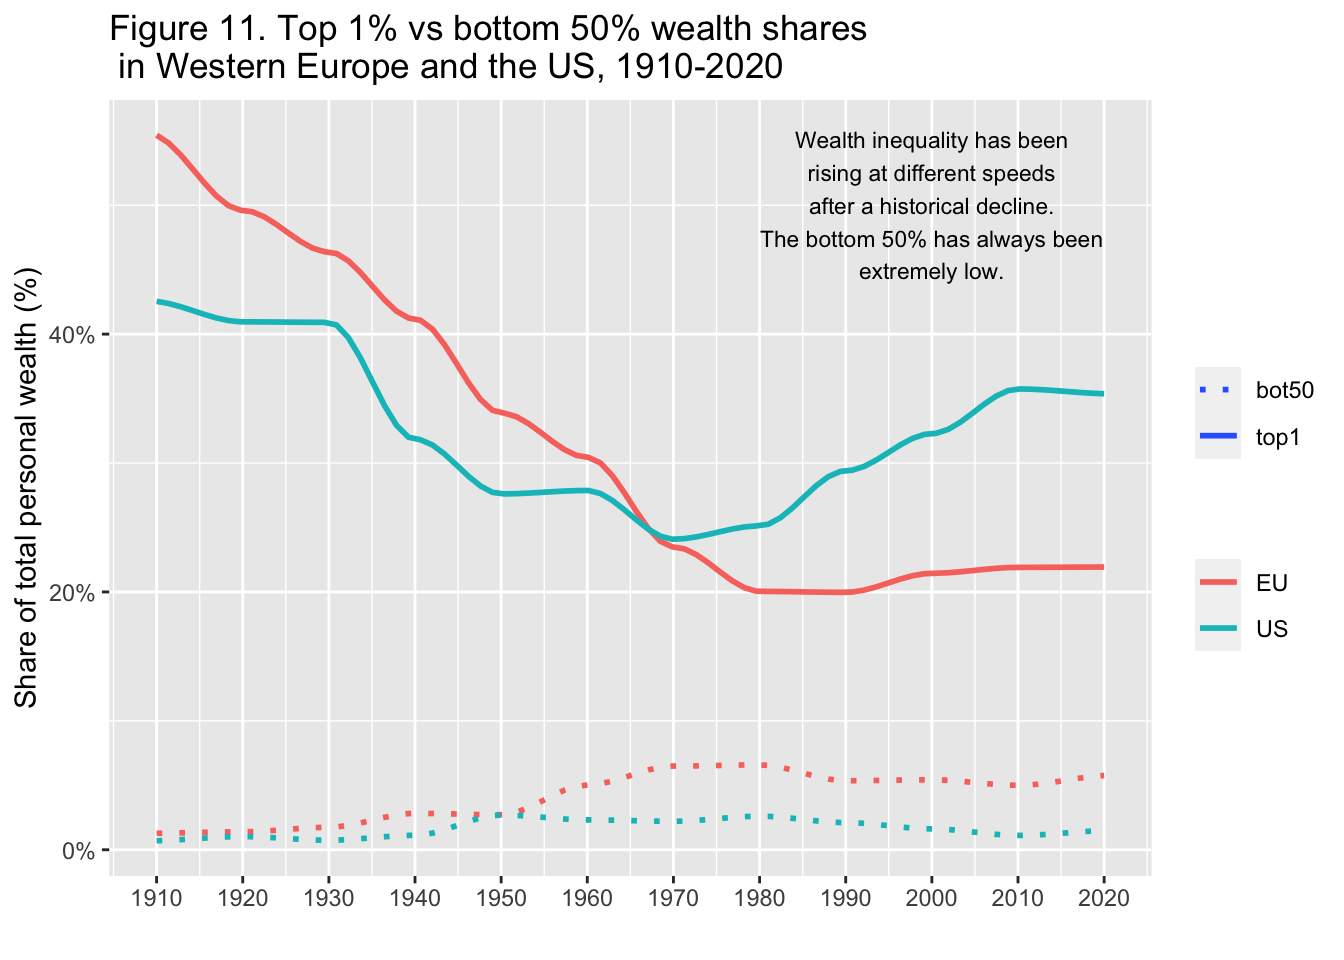 Figure 11. Top 1% vs bottom 50% wealth shares
in Western Europe and the US, 1910-2020
Wealth inequality has been
rising at different speeds
after a historical decline.
The bottom 50% has always been
extremely low.
Share of total personal wealth (%)
40%
20%
0%
1910 1920 1930 1940 1950 1960 1970 1980 1990 2000 2010 2020
bot50
top1
EU
US